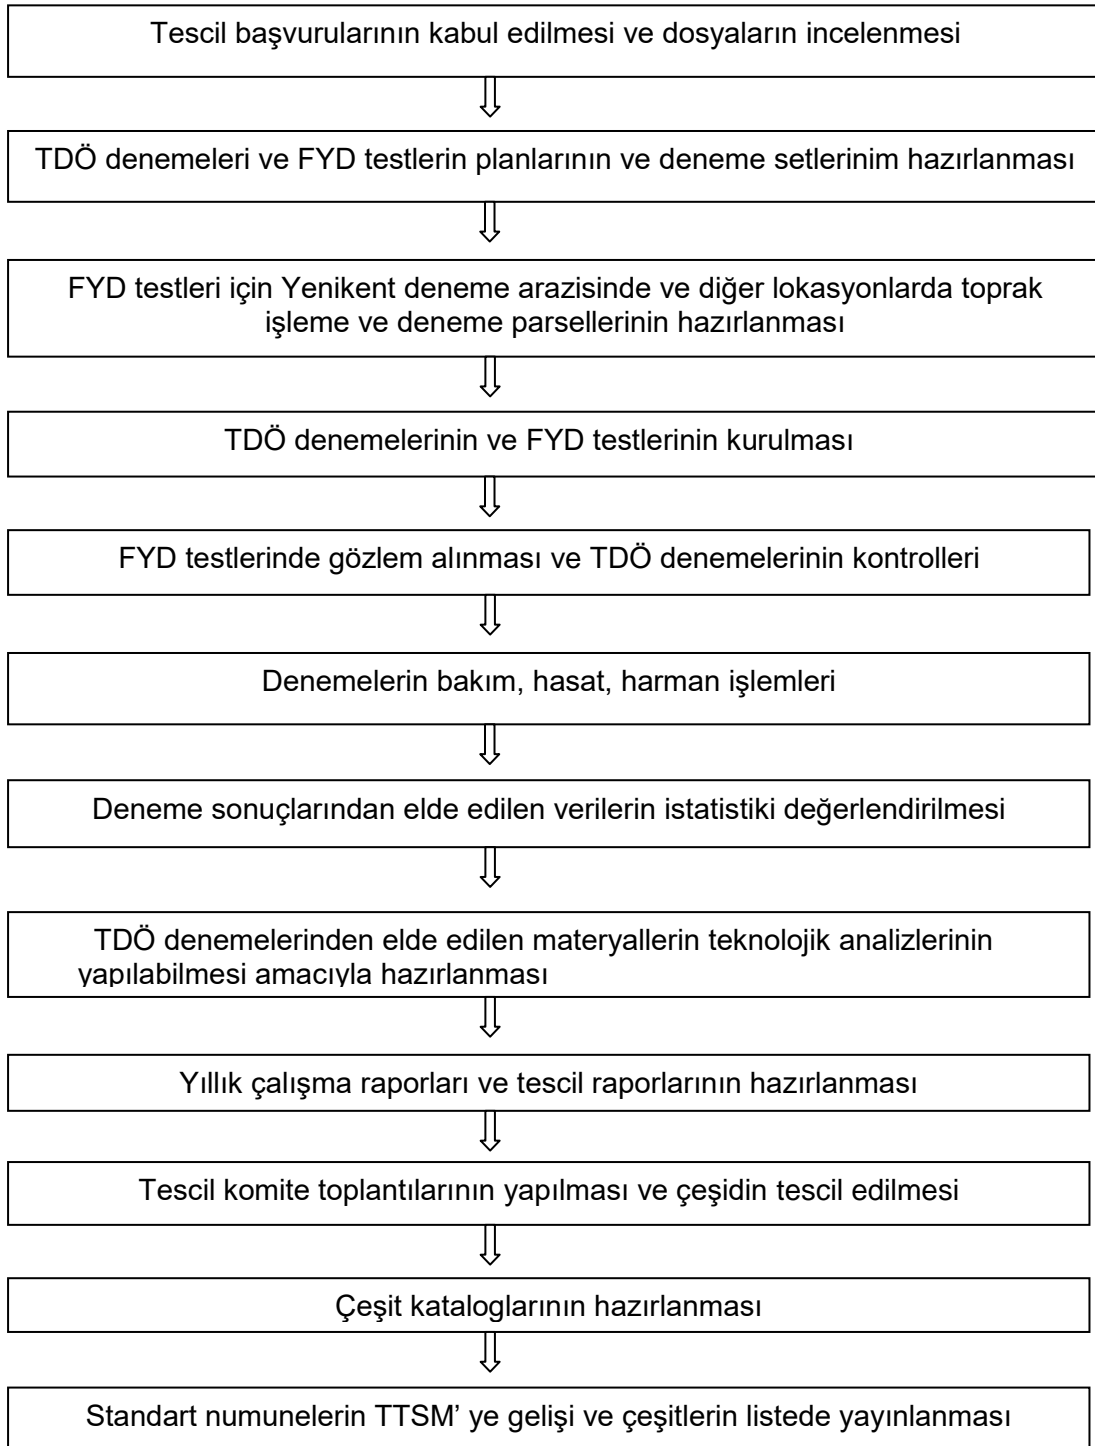 Tescil başvurularının kabul edilmesi ve dosyaların incelenmesi
TDÖ denemeleri ve FYD testlerin planlarının ve deneme setlerinim hazırlanması
FYD testleri için Yenikent deneme arazisinde ve diğer lokasyonlarda toprak
işleme ve deneme parsellerinin hazırlanması
TDÖ denemelerinin ve FYD testlerinin kurulması
FYD testlerinde gözlem alınması ve TDÖ denemelerinin kontrolleri
Denemelerin bakım, hasat, harman işlemleri
Deneme sonuçlarından elde edilen verilerin istatistiki değerlendirilmesi
TDÖ denemelerinden elde edilen materyallerin teknolojik analizlerinin
yapılabilmesi amacıyla hazırlanması
Yıllık çalışma raporları ve tescil raporlarının hazırlanması
Tescil komite toplantılarının yapılması ve çeşidin tescil edilmesi
Çeşit kataloglarının hazırlanması
Standart numunelerin TTSM’ ye gelişi ve çeşitlerin listede yayınlanması